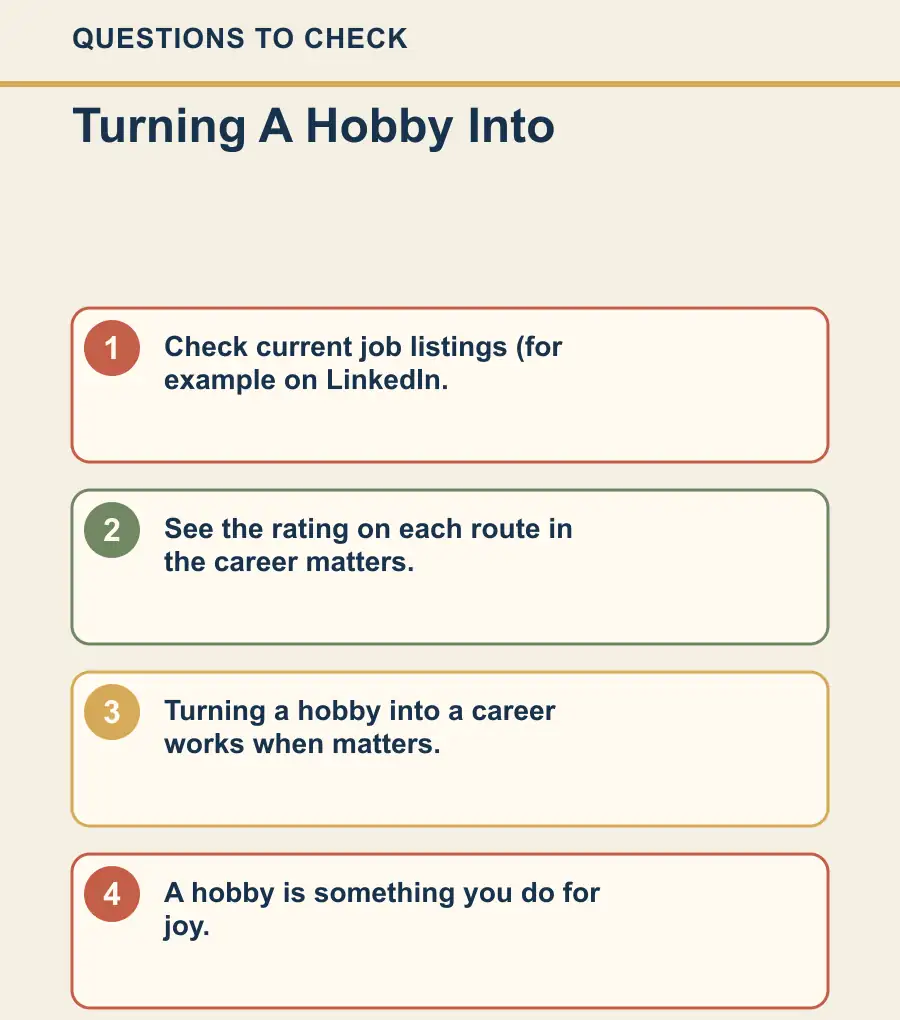 QUESTIONS TO CHECK
Turning A Hobby Into
1
Check current job listings (for
example on LinkedIn.
2
See the rating on each route in
the career matters.
3
Turning a hobby into a career
works when matters.
4
A hobby is something you do for
joy.